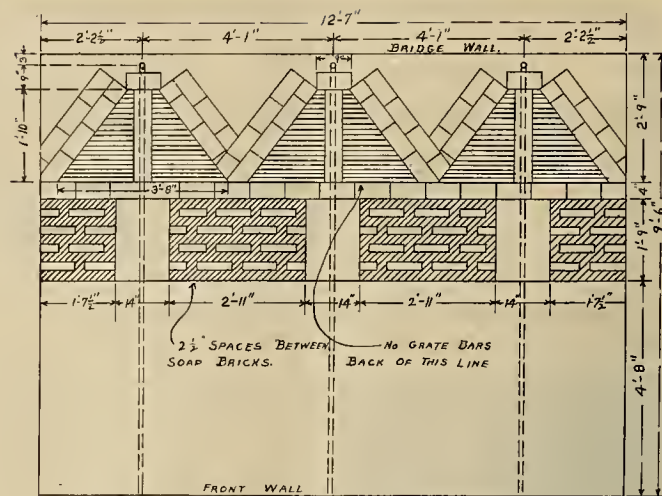 12'-7"
2'-2½" 4'-1" 4'-1" 2'-2½"
BRIDGE WALL.
3"
9"
9"
1'-10"
2'-9"
3'-8"
4"
9'-6"
1'-9"
1'-7½" 14" 2'-11" 14" 2'-11" 14" 1'-7½"
2½" SPACES BETWEEN
SOAP BRICKS.
NO GRATE BARS
BACK OF THIS LINE
4'-8"
FRONT WALL